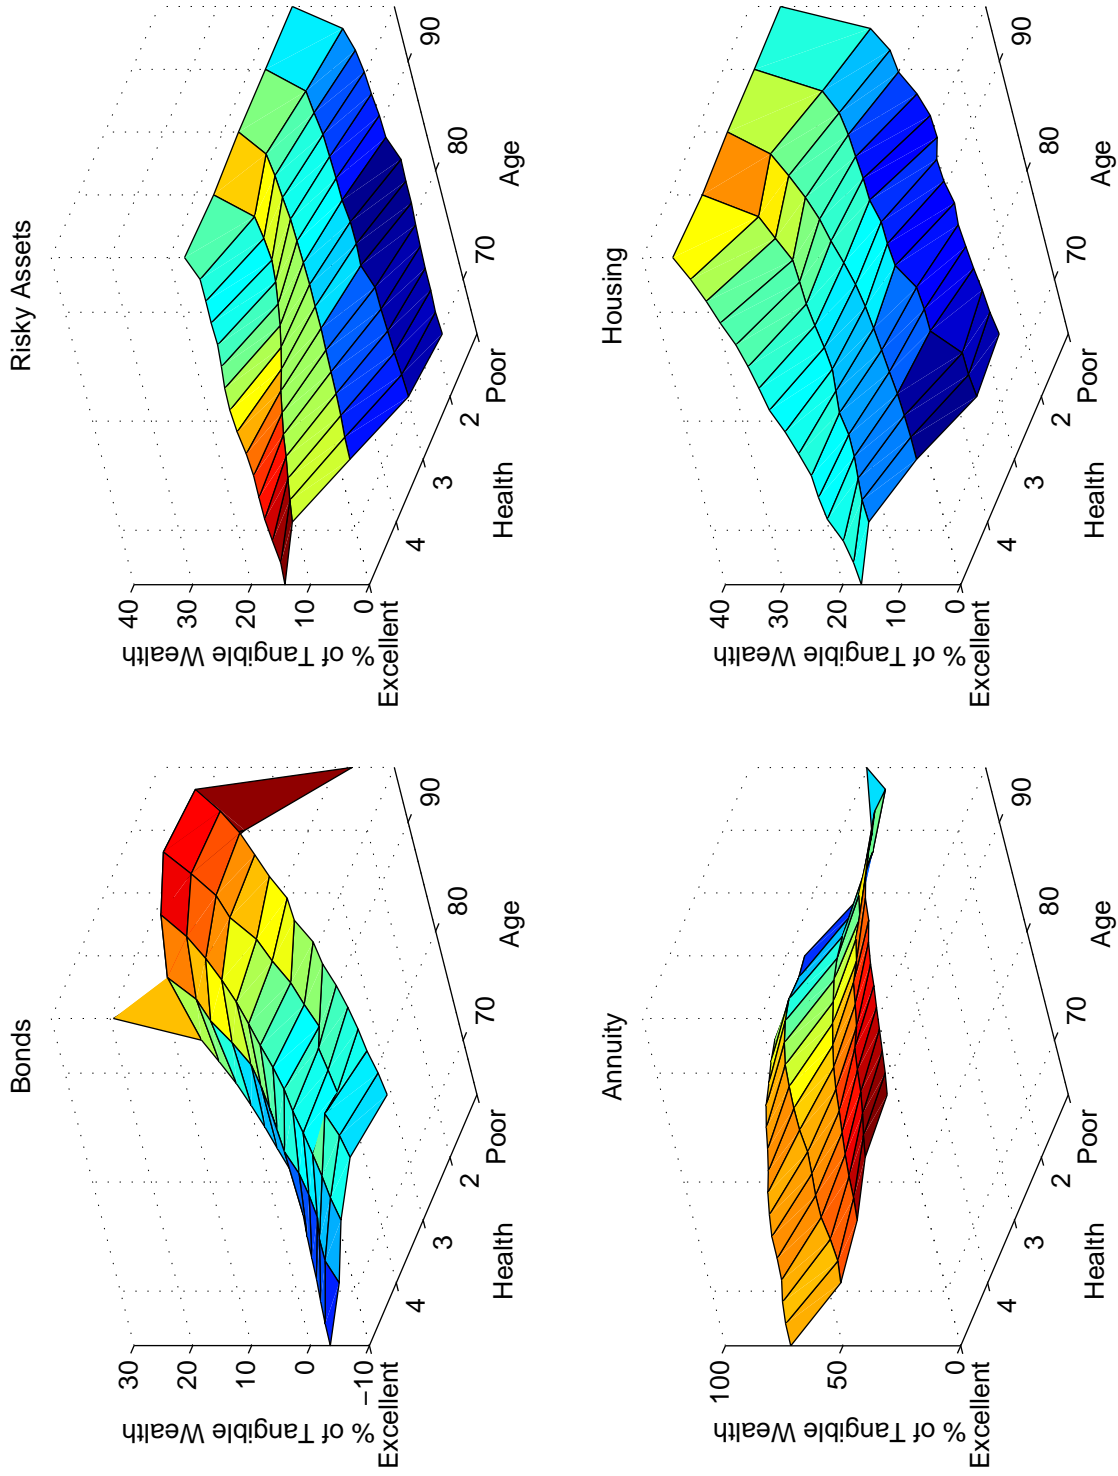 Bonds
30
20
10
0
−10
% of Tangible Wealth
Excellent
4
3
2
Poor
Health
70
80
90
Age
Risky Assets
40
30
20
10
0
% of Tangible Wealth
Excellent
4
3
2
Poor
Health
70
80
90
Age
Annuity
100
50
0
% of Tangible Wealth
Excellent
4
3
2
Poor
Health
70
80
90
Age
Housing
40
30
20
10
0
% of Tangible Wealth
Excellent
4
3
2
Poor
Health
70
80
90
Age